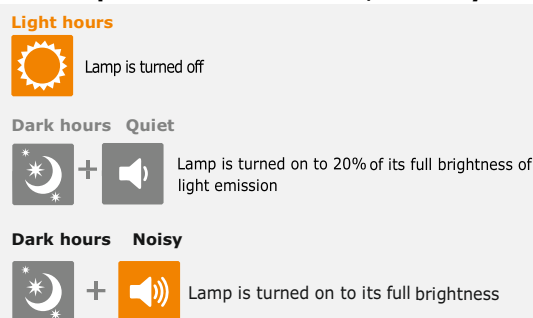 Light hours
Lamp is turned off
Dark hours Quiet
+
Lamp is turned on to 20% of its full brightness of
light emission
Dark hours Noisy
+
Lamp is turned on to its full brightness